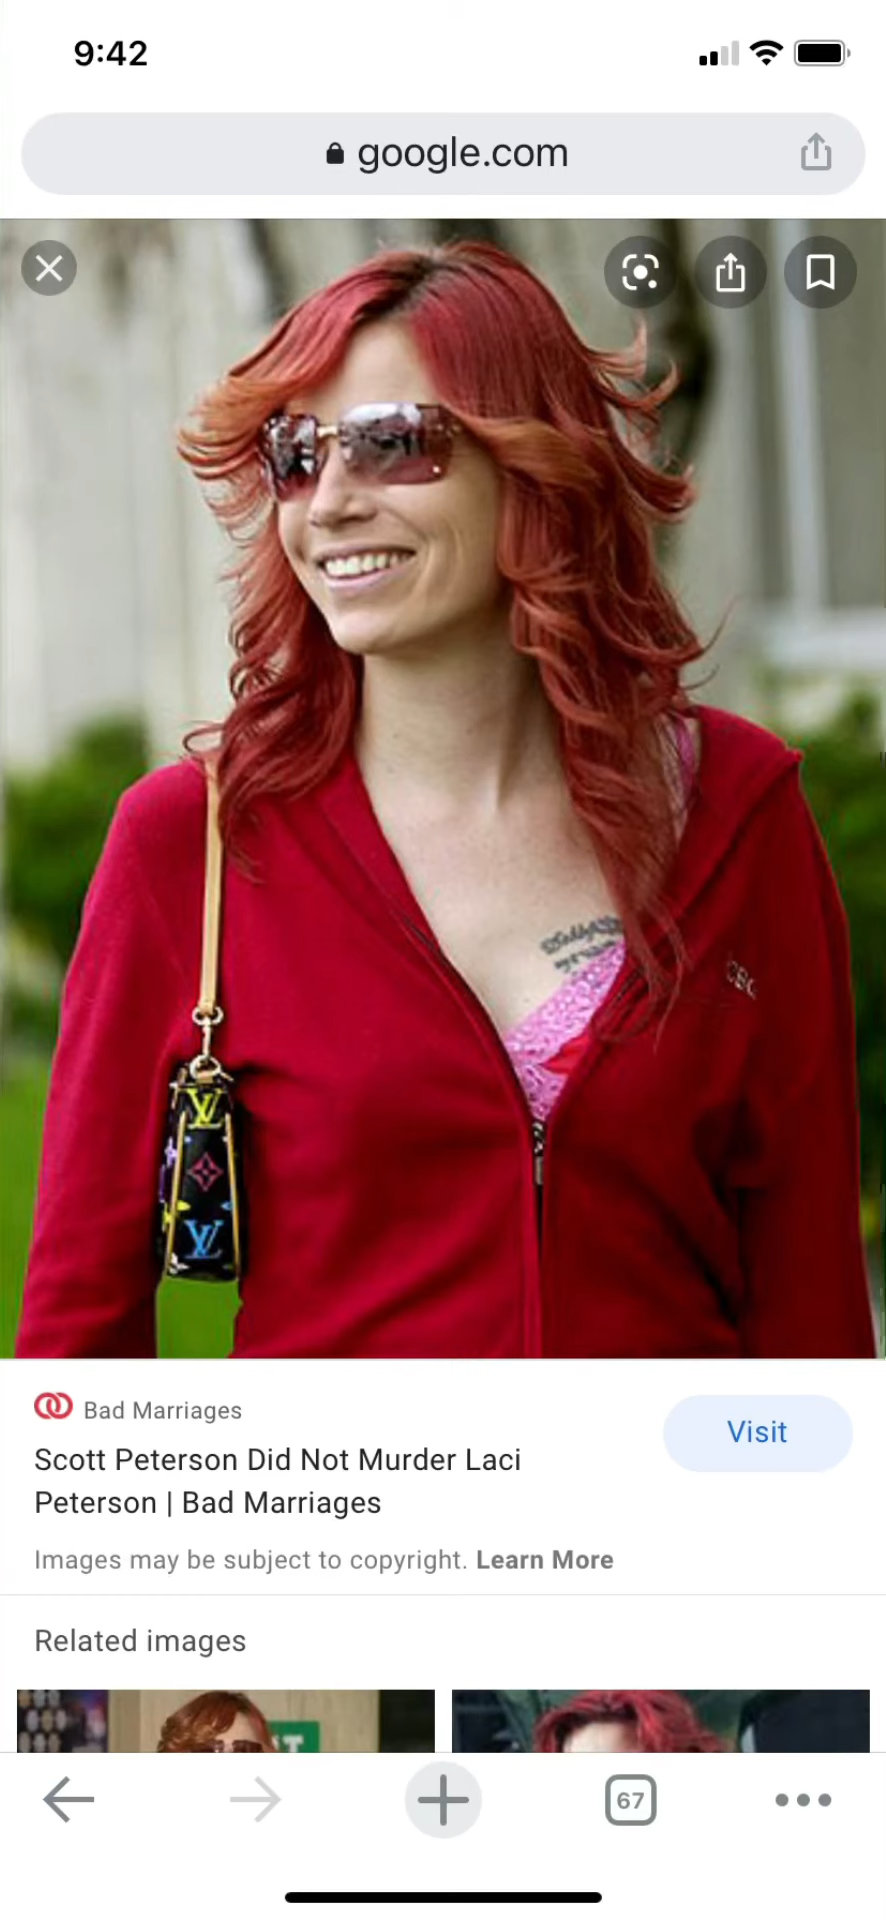 9:42
google.com
Bad Marriages
Visit
Scott Peterson Did Not Murder Laci
Peterson | Bad Marriages
Images may be subject to copyright. Learn More
Related images
67